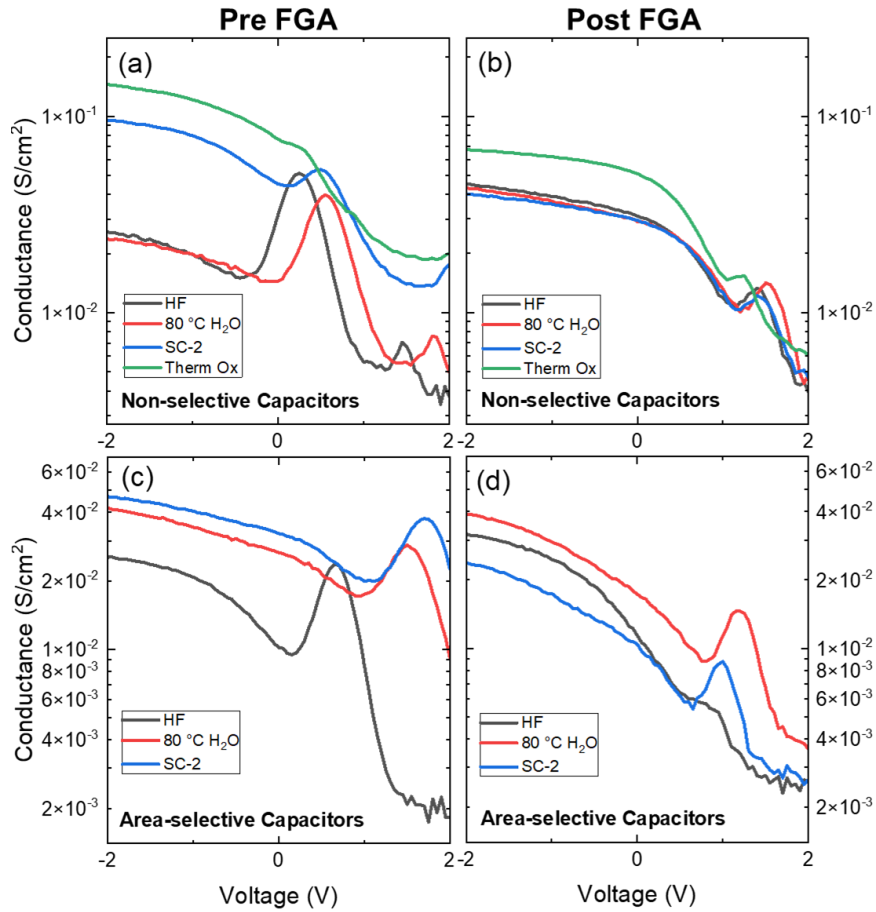 Pre FGA
Post FGA
(a)
(b)
Conductance (S/cm²)
1×10⁻¹
1×10⁻²
HF
80 °C H₂O
SC-2
Therm Ox
Non-selective Capacitors
-2
0
2
HF
80 °C H₂O
SC-2
Therm Ox
Non-selective Capacitors
-2
0
2
1×10⁻¹
1×10⁻²
(c)
(d)
Conductance (S/cm²)
6×10⁻²
4×10⁻²
2×10⁻²
1×10⁻²
8×10⁻³
6×10⁻³
4×10⁻³
2×10⁻³
HF
80 °C H₂O
SC-2
Area-selective Capacitors
-2
0
2
Voltage (V)
HF
80 °C H₂O
SC-2
Area-selective Capacitors
-2
0
2
Voltage (V)
6×10⁻²
4×10⁻²
2×10⁻²
1×10⁻²
8×10⁻³
6×10⁻³
4×10⁻³
2×10⁻³